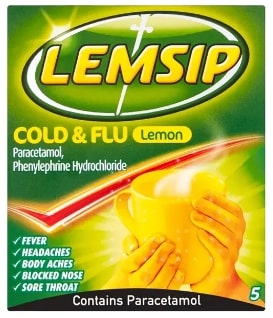 LEMSIP
COLD & FLU Lemon
Paracetamol,
Phenylephrine Hydrochloride
✓ FEVER
✓ HEADACHES
✓ BODY ACHES
✓ BLOCKED NOSE
✓ SORE THROAT
5
Contains Paracetamol